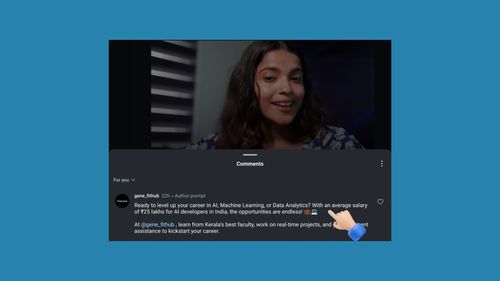 Comments
For you
gene_fithub 22h • Author prompt
Ready to level up your career in AI, Machine Learning, or Data Analytics? With an average salary
of ₹25 lakhs for AI developers in India, the opportunities are endless! 💼💻
At @gene_fithub , learn from Kerala's best faculty, work on real-time projects, and
assistance to kickstart your career.